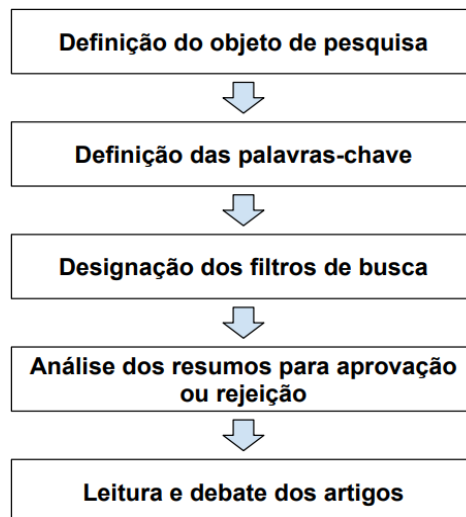 Definição do objeto de pesquisa
Definição das palavras-chave
Designação dos filtros de busca
Análise dos resumos para aprovação
ou rejeição
Leitura e debate dos artigos